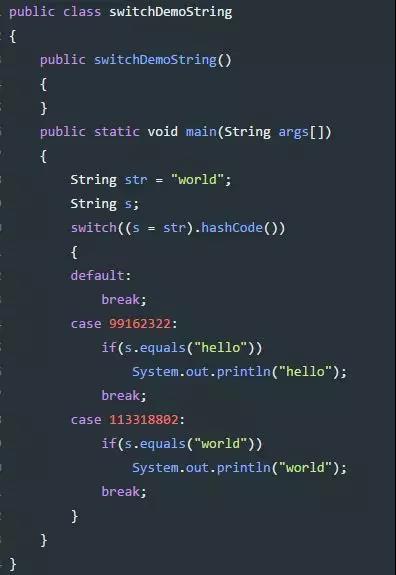 public class switchDemoString
{
    public switchDemoString()
    {
    }
    public static void main(String args[])
    {
        String str = "world";
        String s;
        switch((s = str).hashCode())
        {
        default:
            break;
        case 99162322:
            if(s.equals("hello"))
                System.out.println("hello");
            break;
        case 113318802:
            if(s.equals("world"))
                System.out.println("world");
            break;
        }
    }
}